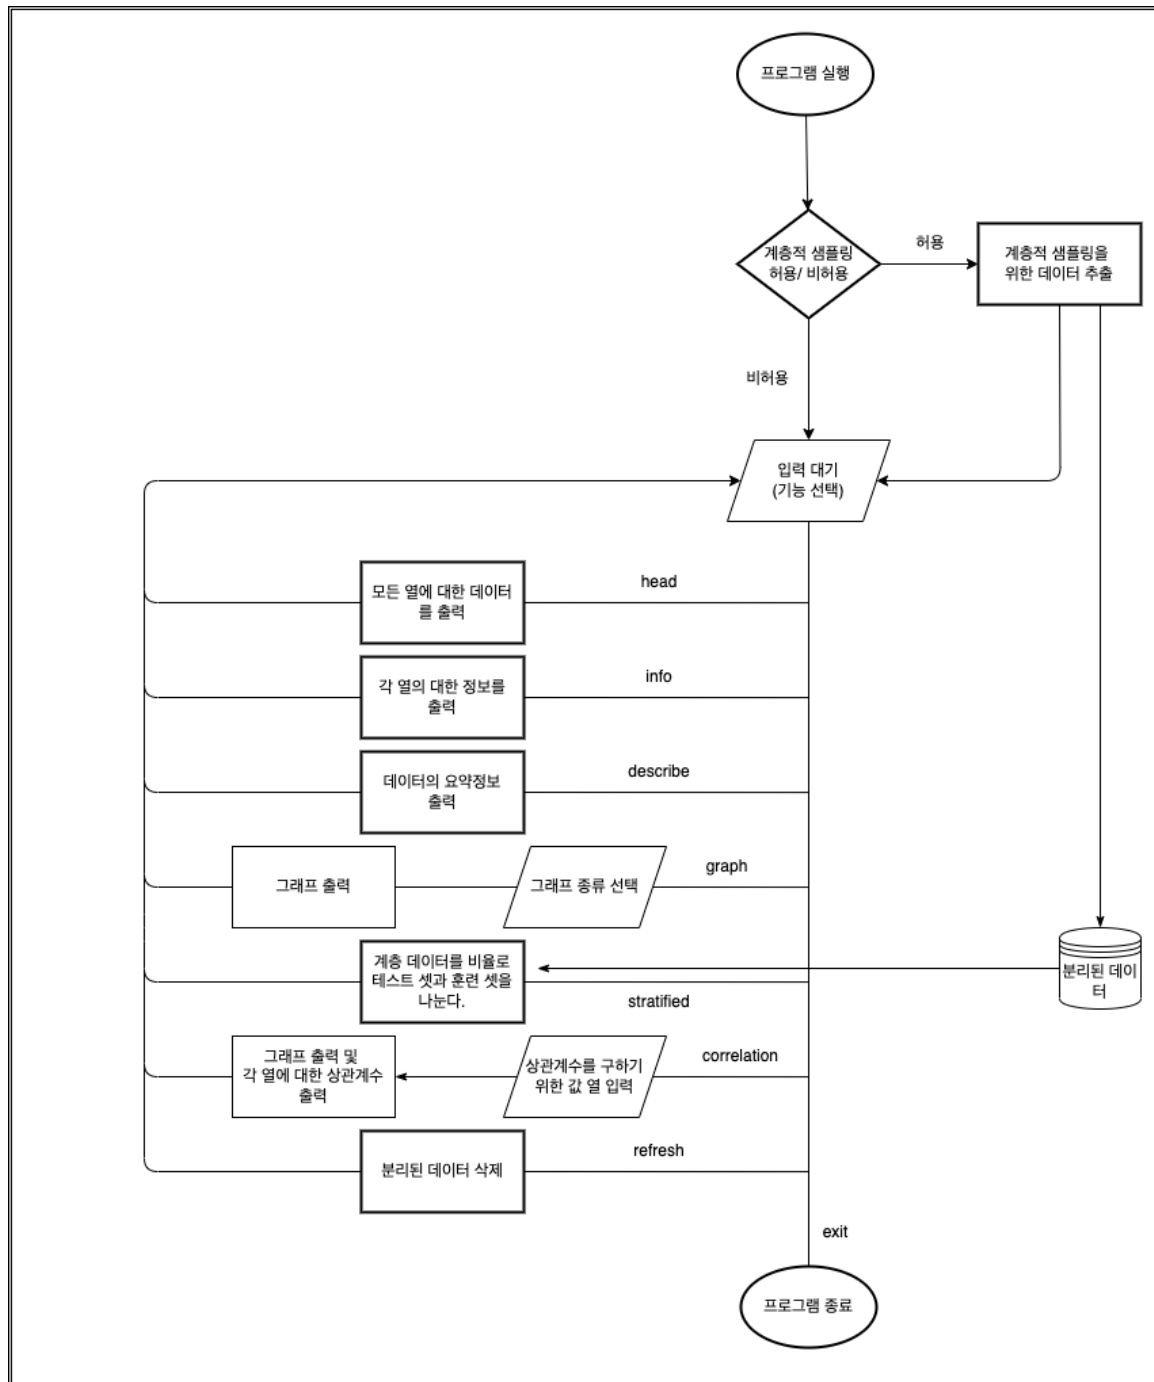 프로그램 실행
계층적 샘플링
허용/ 비허용
허용
계층적 샘플링을
위한 데이터 추출
비허용
입력 대기
(기능 선택)
모든 열에 대한 데이터
를 출력
head
각 열의 대한 정보를
출력
info
데이터의 요약정보
출력
describe
그래프 출력
그래프 종류 선택
graph
계층 데이터를 비율로
테스트 셋과 훈련 셋을
나눈다.
stratified
분리된 데이
터
그래프 출력 및
각 열에 대한 상관계수
출력
상관계수를 구하기
위한 값 열 입력
correlation
분리된 데이터 삭제
refresh
exit
프로그램 종료